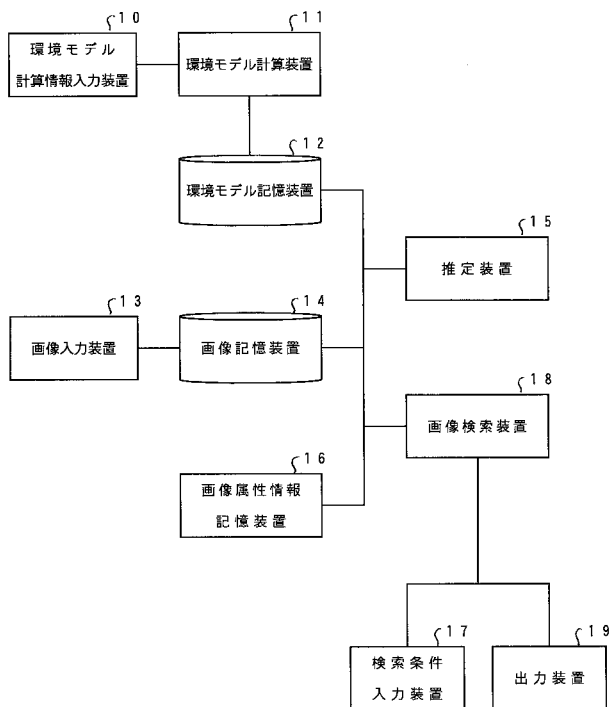 10
環境モデル
計算情報入力装置
11
環境モデル計算装置
12
環境モデル記憶装置
15
推定装置
13
画像入力装置
14
画像記憶装置
18
画像検索装置
16
画像属性情報
記憶装置
17
検索条件
入力装置
19
出力装置